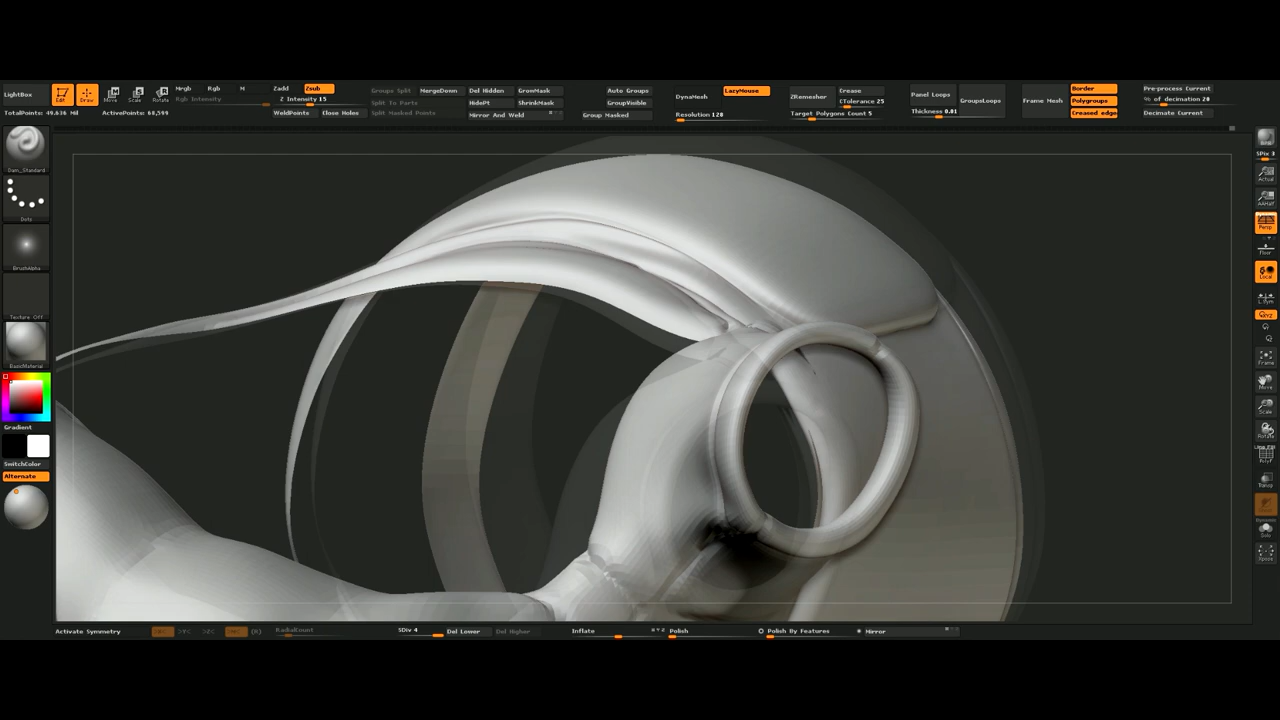 LightBox
Edit
Draw
Move
Scale
Rotate
Mrgb Rgb M
Rgb Intensity
Zadd Zsub
Z Intensity 15
WeldPoints Close Holes
Groups Split MergeDown
Split To Parts
Split Masked Points
Del Hidden GrowMask
HidePt ShrinkMask
Mirror And Weld
Auto Groups
GroupVisible
Group Masked
DynaMesh
LazyMouse
Resolution 128
ZRemesher
Crease
CTolerance 25
Target Polygons Count 5
Panel Loops
GroupsLoops
Thickness 0.01
Frame Mesh
Border
Polygroups
Creased edges
Pre-process Current
% of decimation 20
Decimate Current
TotalPoints: 49.636 Mil
ActivePoints: 68,599
Dam_Standard
Dots
BrushAlpha
Texture Off
BasicMaterial
Gradient
SwitchColor
Alternate
SPix 3
Actual
AAHalf
Persp
Floor
Local
L.Sym
Frame
Move
Scale
Rotate
PolyF
Transp
Dynamic
Solo
Xpose
Activate Symmetry
(R)
RadialCount
SDiv 4
Del Lower
Del Higher
Inflate
Polish
Polish By Features
Mirror